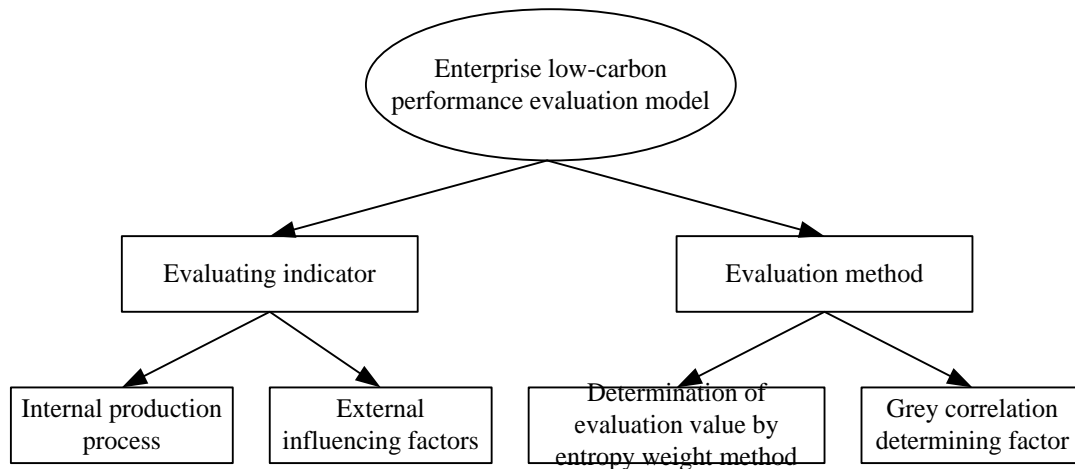 Enterprise low-carbon
performance evaluation model
Evaluating indicator
Evaluation method
Internal production
process
External
influencing factors
Determination of
evaluation value by
entropy weight method
Grey correlation
determining factor